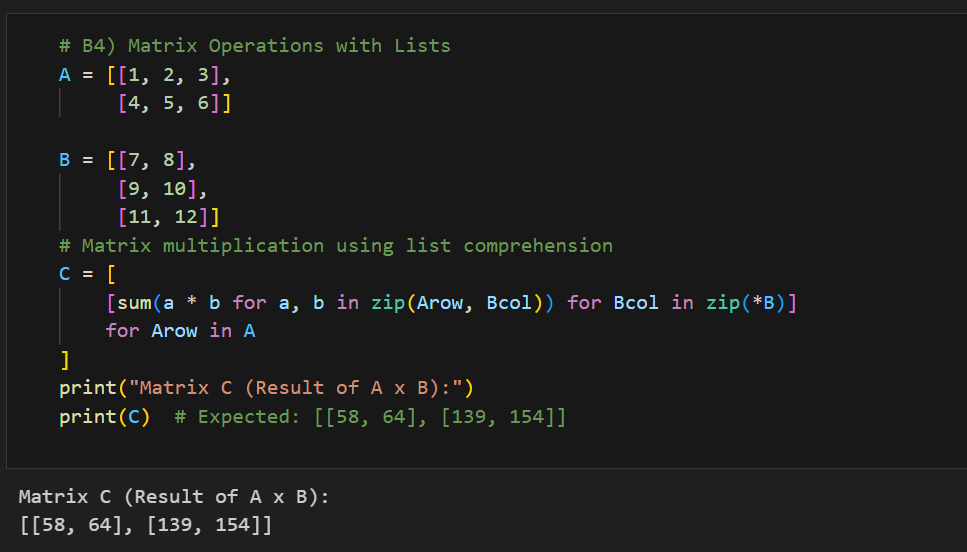 # B4) Matrix Operations with Lists
A = [[1, 2, 3],
     [4, 5, 6]]

B = [[7, 8],
     [9, 10],
     [11, 12]]
# Matrix multiplication using list comprehension
C = [
    [sum(a * b for a, b in zip(Arow, Bcol)) for Bcol in zip(*B)]
    for Arow in A
]
print("Matrix C (Result of A x B):")
print(C)  # Expected: [[58, 64], [139, 154]]
Matrix C (Result of A x B):
[[58, 64], [139, 154]]